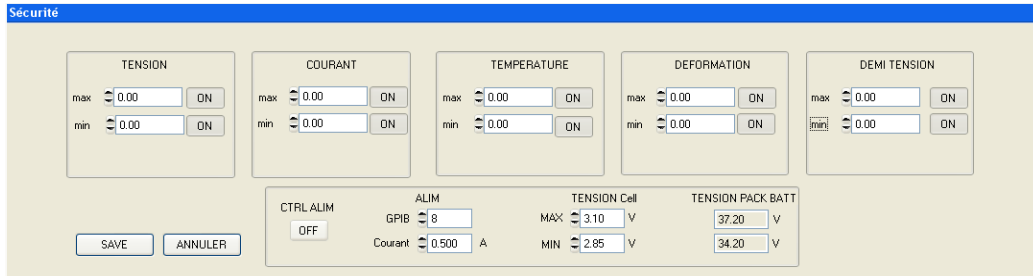 Sécurité
TENSION COURANT TEMPERATURE DEFORMATION DEMI TENSION
max 0.00 ON max 0.00 ON max 0.00 ON max 0.00 ON max 0.00 ON
min 0.00 ON min 0.00 ON min 0.00 ON min 0.00 ON min 0.00 ON
CTRL ALIM ALIM TENSION Cell TENSION PACK BATT
OFF GPIB 8 MAX 3.10 V 37.20 V
SAVE ANNULER Courant 0.500 A MIN 2.85 V 34.20 V